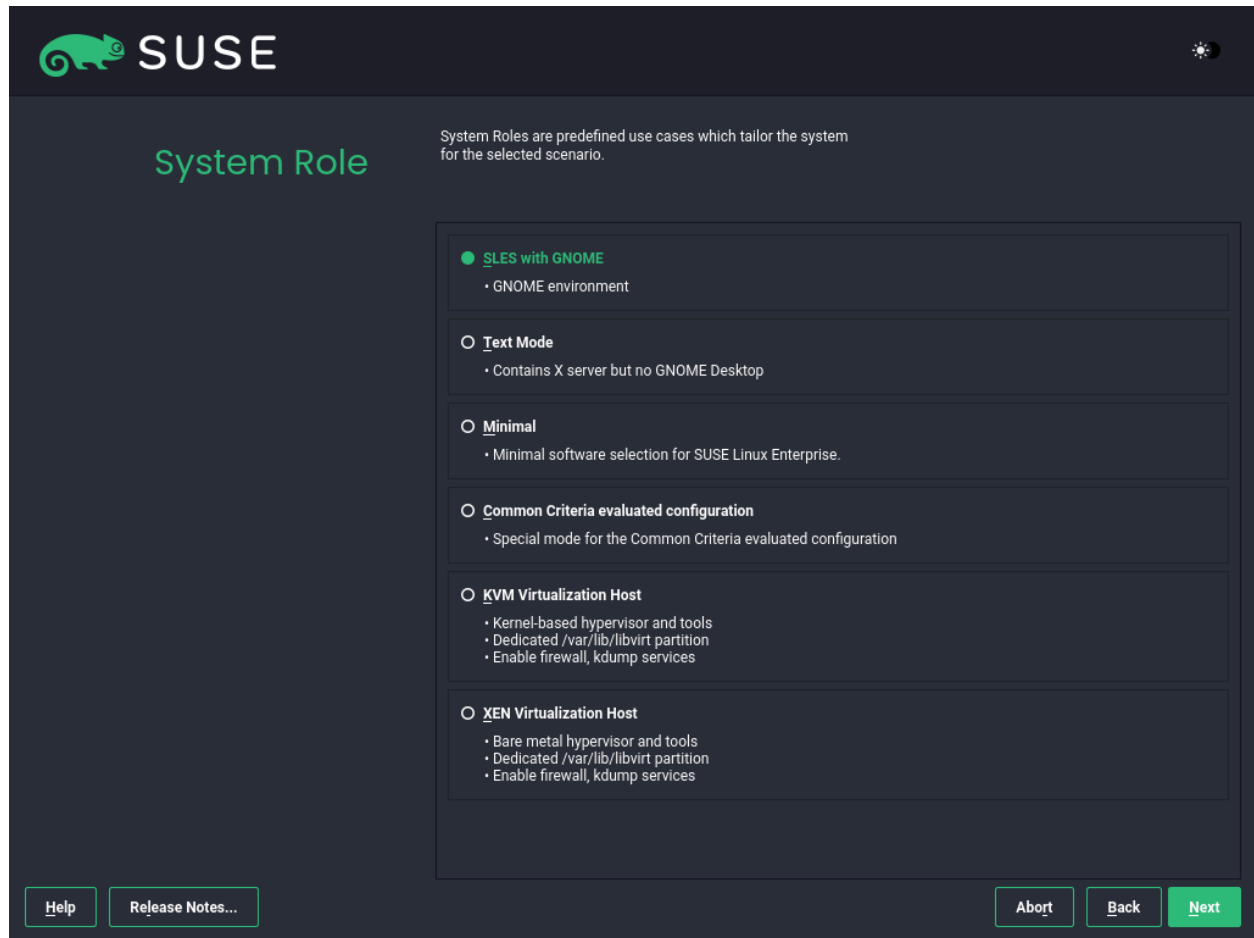 SUSE
System Role
System Roles are predefined use cases which tailor the system
for the selected scenario.
SLES with GNOME
• GNOME environment
Text Mode
• Contains X server but no GNOME Desktop
Minimal
• Minimal software selection for SUSE Linux Enterprise.
Common Criteria evaluated configuration
• Special mode for the Common Criteria evaluated configuration
KVM Virtualization Host
• Kernel-based hypervisor and tools
• Dedicated /var/lib/libvirt partition
• Enable firewall, kdump services
XEN Virtualization Host
• Bare metal hypervisor and tools
• Dedicated /var/lib/libvirt partition
• Enable firewall, kdump services
Help Release Notes... Abort Back Next